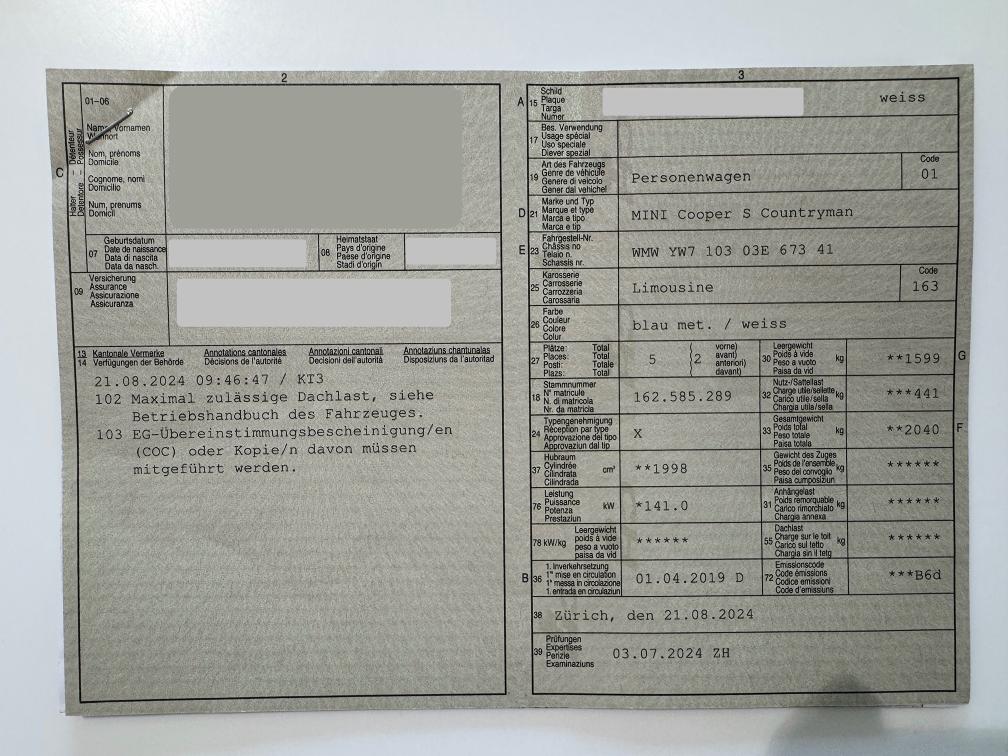 2
01–06
Name, Vornamen
Wohnort
Nom, prénoms
Domicile
Cognome, nomi
Domicilio
Num, prenums
Domicil
C
Halter – Détenteur
Detentore – Possessur
07
Geburtsdatum
Date de naissance
Data di nascita
Data da nasch.
08
Heimatstaat
Pays d'origine
Paese d'origine
Stadi d'origin
09
Versicherung
Assurance
Assicurazione
Assicuranza
13
14
Kantonale Vermerke
Verfügungen der Behörde
Annotations cantonales
Décisions de l'autorité
Annotazioni cantonali
Decisioni dell'autorità
Annotaziuns chantunalas
Disposiziuns da l'autoritad
21.08.2024 09:46:47 / KT3
102 Maximal zulässige Dachlast, siehe
Betriebshandbuch des Fahrzeuges.
103 EG-Übereinstimmungsbescheinigung/en
(COC) oder Kopie/n davon müssen
mitgeführt werden.
3
A 15
Schild
Plaque
Targa
Numer
weiss
17
Bes. Verwendung
Usage spécial
Uso speciale
Diever spezial
19
Art des Fahrzeugs
Genre de véhicule
Genere di veicolo
Gener dal vehichel
Personenwagen
Code
01
D 21
Marke und Typ
Marque et type
Marca e tipo
Marca e tip
MINI Cooper S Countryman
E 23
Fahrgestell-Nr.
Châssis no
Telaio n.
Schassis nr.
WMW YW7 103 03E 673 41
25
Karosserie
Carrosserie
Carrozzeria
Carossaria
Limousine
Code
163
26
Farbe
Couleur
Colore
Colur
blau met. / weiss
27
Plätze: Total
Places: Total
Posti: Totale
Plazs: Total
5
(2
vorne)
avant)
anteriori)
davant)
30
Leergewicht
Poids à vide
Peso a vuoto
Paisa da vid
kg
**1599
G
18
Stammnummer
N° matricule
N. di matricola
Nr. da matricla
162.585.289
32
Nutz-/Sattellast
Charge utile/sellette
Carico utile/sella
Chargia utila/sella
kg
***441
24
Typengenehmigung
Réception par type
Approvazione del tipo
Approvaziun dal tip
X
33
Gesamtgewicht
Poids total
Peso totale
Paisa totala
kg
**2040
F
37
Hubraum
Cylindrée
Cilindrata
Cilindrada
cm³
**1998
35
Gewicht des Zuges
Poids de l'ensemble
Peso del convoglio
Paisa cumposiziun
kg
******
76
Leistung
Puissance
Potenza
Prestaziun
kW
*141.0
31
Anhängelast
Poids remorquable
Carico rimorchiato
Chargia annexa
kg
******
78 kW/kg
Leergewicht
poids à vide
peso a vuoto
paisa da vid
******
55
Dachlast
Charge sur le toit
Carico sul tetto
Chargia sin il tetg
kg
******
B 36
1. Inverkehrsetzung
1re mise en circulation
1a messa in circolazione
1. entrada en circulaziun
01.04.2019 D
72
Emissionscode
Code émissions
Codice emissioni
Code d'emissiuns
***B6d
38
Zürich, den 21.08.2024
39
Prüfungen
Expertises
Perizie
Examinaziuns
03.07.2024 ZH